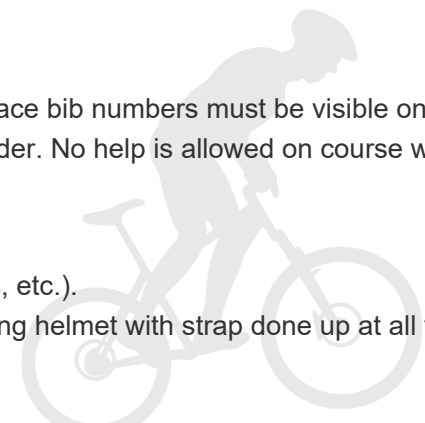 ace bib numbers must be visible on
der. No help is allowed on course w
, etc.).
ng helmet with strap done up at all